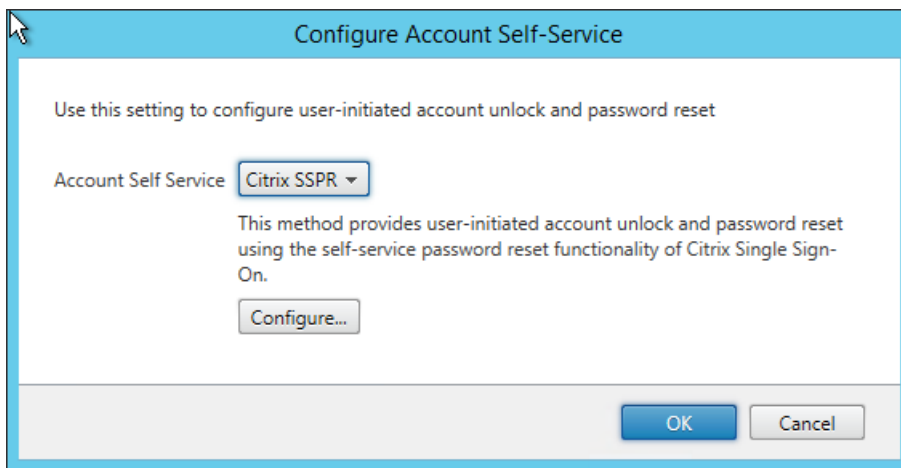 Configure Account Self-Service
Use this setting to configure user-initiated account unlock and password reset
Account Self Service Citrix SSPR
This method provides user-initiated account unlock and password reset
using the self-service password reset functionality of Citrix Single Sign-
On.
Configure...
OK Cancel